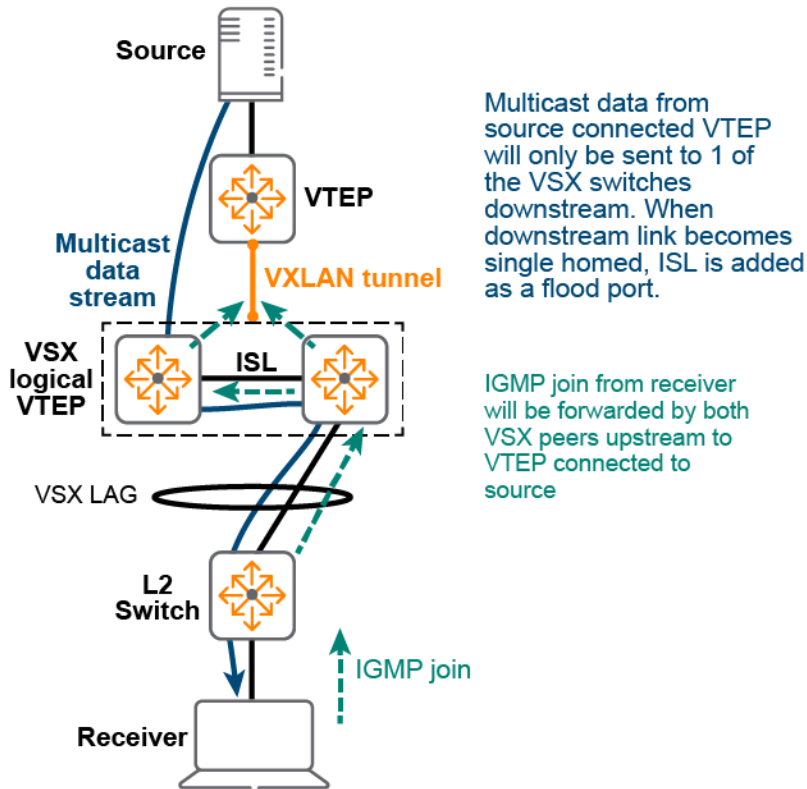 Source
VTEP
Multicast
data
stream
VXLAN tunnel
VSX
logical
VTEP
ISL
VSX LAG
L2
Switch
IGMP join
Receiver
Multicast data from
source connected VTEP
will only be sent to 1 of
the VSX switches
downstream. When
downstream link becomes
single homed, ISL is added
as a flood port.
IGMP join from receiver
will be forwarded by both
VSX peers upstream to
VTEP connected to
source